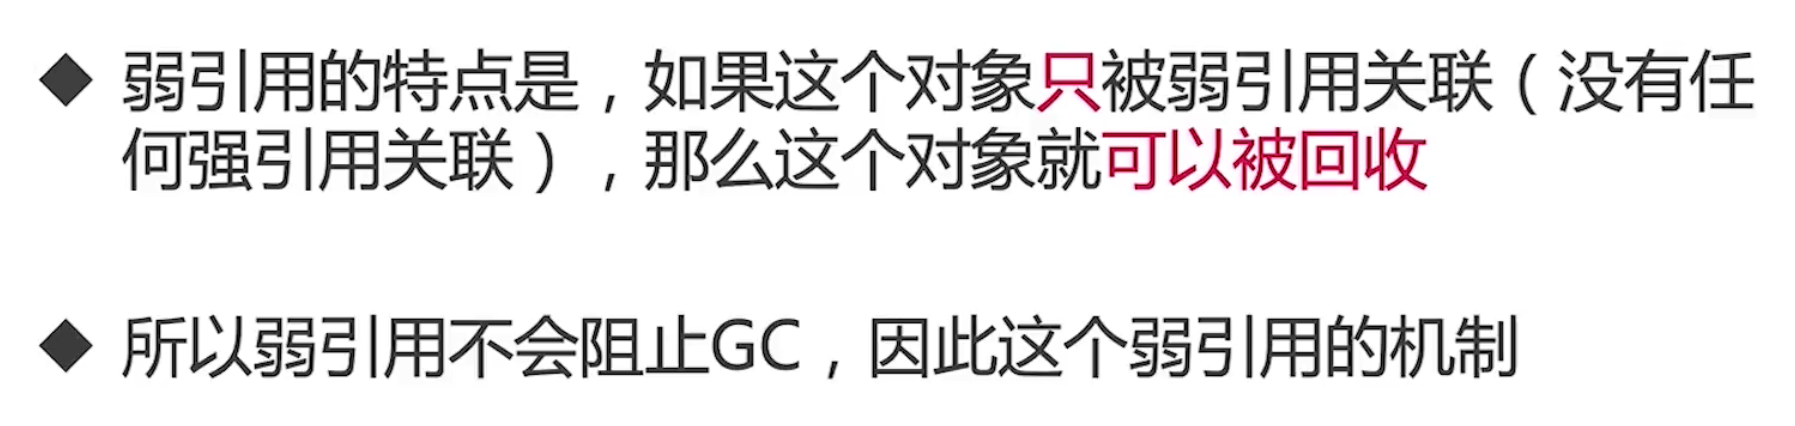 弱引用的特点是，如果这个对象只被弱引用关联（没有任
何强引用关联），那么这个对象就可以被回收
所以弱引用不会阻止GC，因此这个弱引用的机制